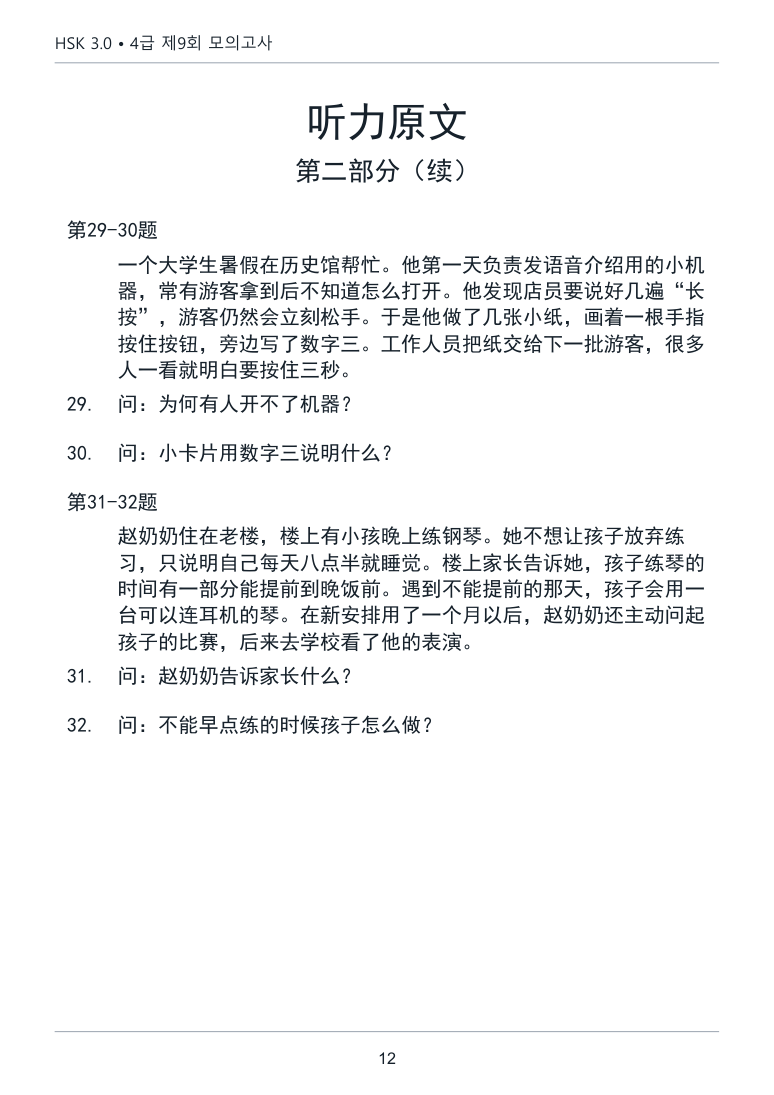 HSK 3.0 • 4급 제9회 모의고사
听力原文
第二部分（续）
第29-30题
一个大学生暑假在历史馆帮忙。他第一天负责发语音介绍用的小机
器，常有游客拿到后不知道怎么打开。他发现店员要说好几遍“长
按”，游客仍然会立刻松手。于是他做了几张小纸，画着一根手指
按住按钮，旁边写了数字三。工作人员把纸交给下一批游客，很多
人一看就明白要按住三秒。
29. 问：为何有人开不了机器？
30. 问：小卡片用数字三说明什么？
第31-32题
赵奶奶住在老楼，楼上有小孩晚上练钢琴。她不想让孩子放弃练
习，只说明自己每天八点半就睡觉。楼上家长告诉她，孩子练琴的
时间有一部分能提前到晚饭前。遇到不能提前的那天，孩子会用一
台可以连耳机的琴。在新安排用了一个月以后，赵奶奶还主动问起
孩子的比赛，后来去学校看了他的表演。
31. 问：赵奶奶告诉家长什么？
32. 问：不能早点练的时候孩子怎么做？
12